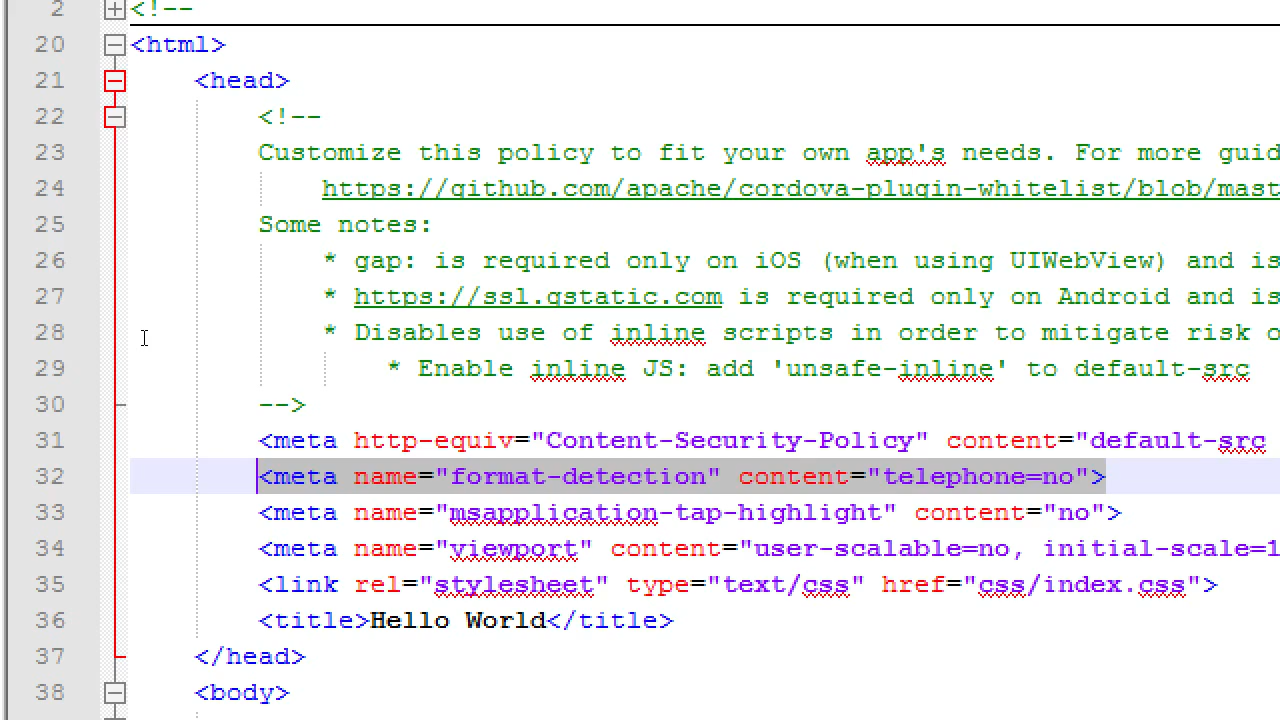 2 <!--
20 <html>
21 <head>
22 <!--
23 Customize this policy to fit your own app's needs. For more guid
24 https://github.com/apache/cordova-plugin-whitelist/blob/mast
25 Some notes:
26 * gap: is required only on iOS (when using UIWebView) and is
27 * https://ssl.gstatic.com is required only on Android and is
28 * Disables use of inline scripts in order to mitigate risk o
29 * Enable inline JS: add 'unsafe-inline' to default-src
30 -->
31 <meta http-equiv="Content-Security-Policy" content="default-src
32 <meta name="format-detection" content="telephone=no">
33 <meta name="msapplication-tap-highlight" content="no">
34 <meta name="viewport" content="user-scalable=no, initial-scale=1
35 <link rel="stylesheet" type="text/css" href="css/index.css">
36 <title>Hello World</title>
37 </head>
38 <body>